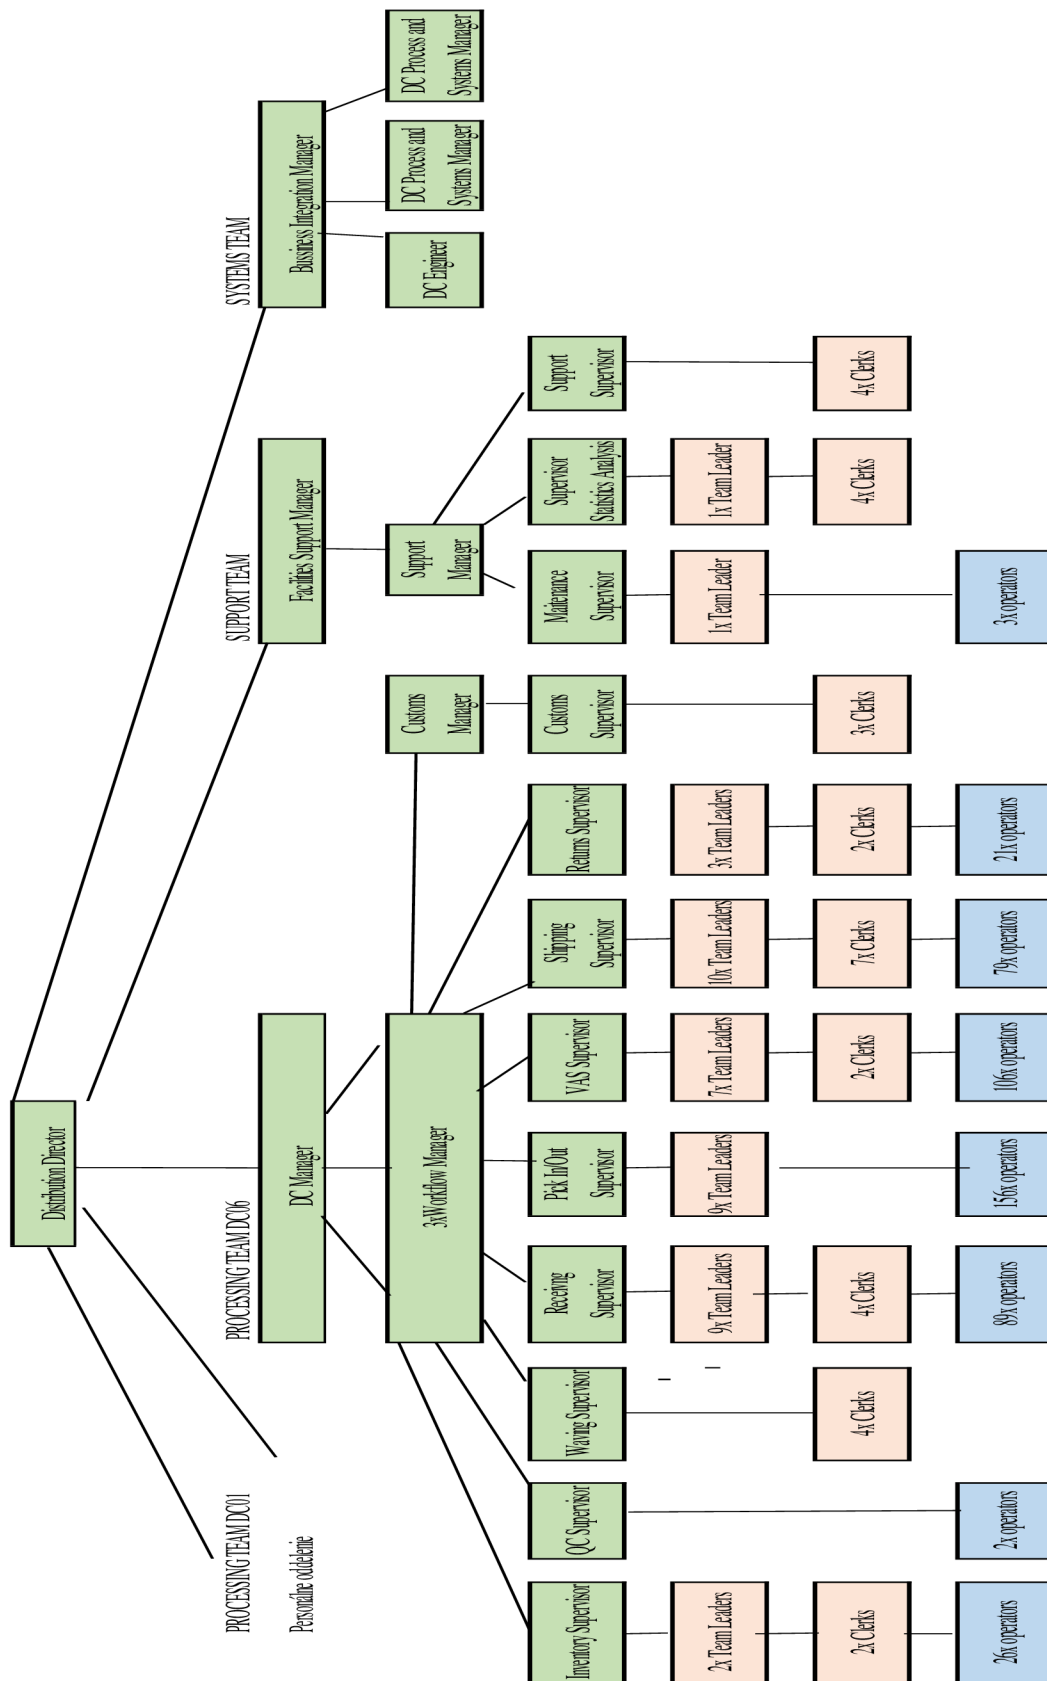 Distribution Director
PROCESSING TEAM DC01
Personálne oddelenie
PROCESSING TEAM DC06
SUPPORT TEAM
SYSTEMS TEAM
DC Manager
Facilities Support Manager
Bussiness Integration Manager
3xWorkflow Manager
Customs
Manager
Support
Manager
DC Engineer
DC Process and
Systems Manager
DC Process and
Systems Manager
Inventory Supervisor
QC Supervisor
Waving Supervisor
Receivng
Supervisor
Pick In/Out
Supervisor
VAS Supervisor
Shipping
Supervisor
Returns Supervisor
Customs
Supervisor
Maitenance
Supervisor
Supervisor
Statistics Analysis
Support
Supervisor
2x Team Leaders
9x Team Leaders
9x Team Leaders
7x Team Leaders
10x Team Leaders
3x Team Leaders
1x Team Leader
1x Team Leader
2x Clerks
4x Clerks
4x Clerks
2x Clerks
7x Clerks
2x Clerks
3x Clerks
4x Clerks
4x Clerks
26x operators
2x operators
89x operators
156x operators
106x operators
79x operators
21x operators
3x operators